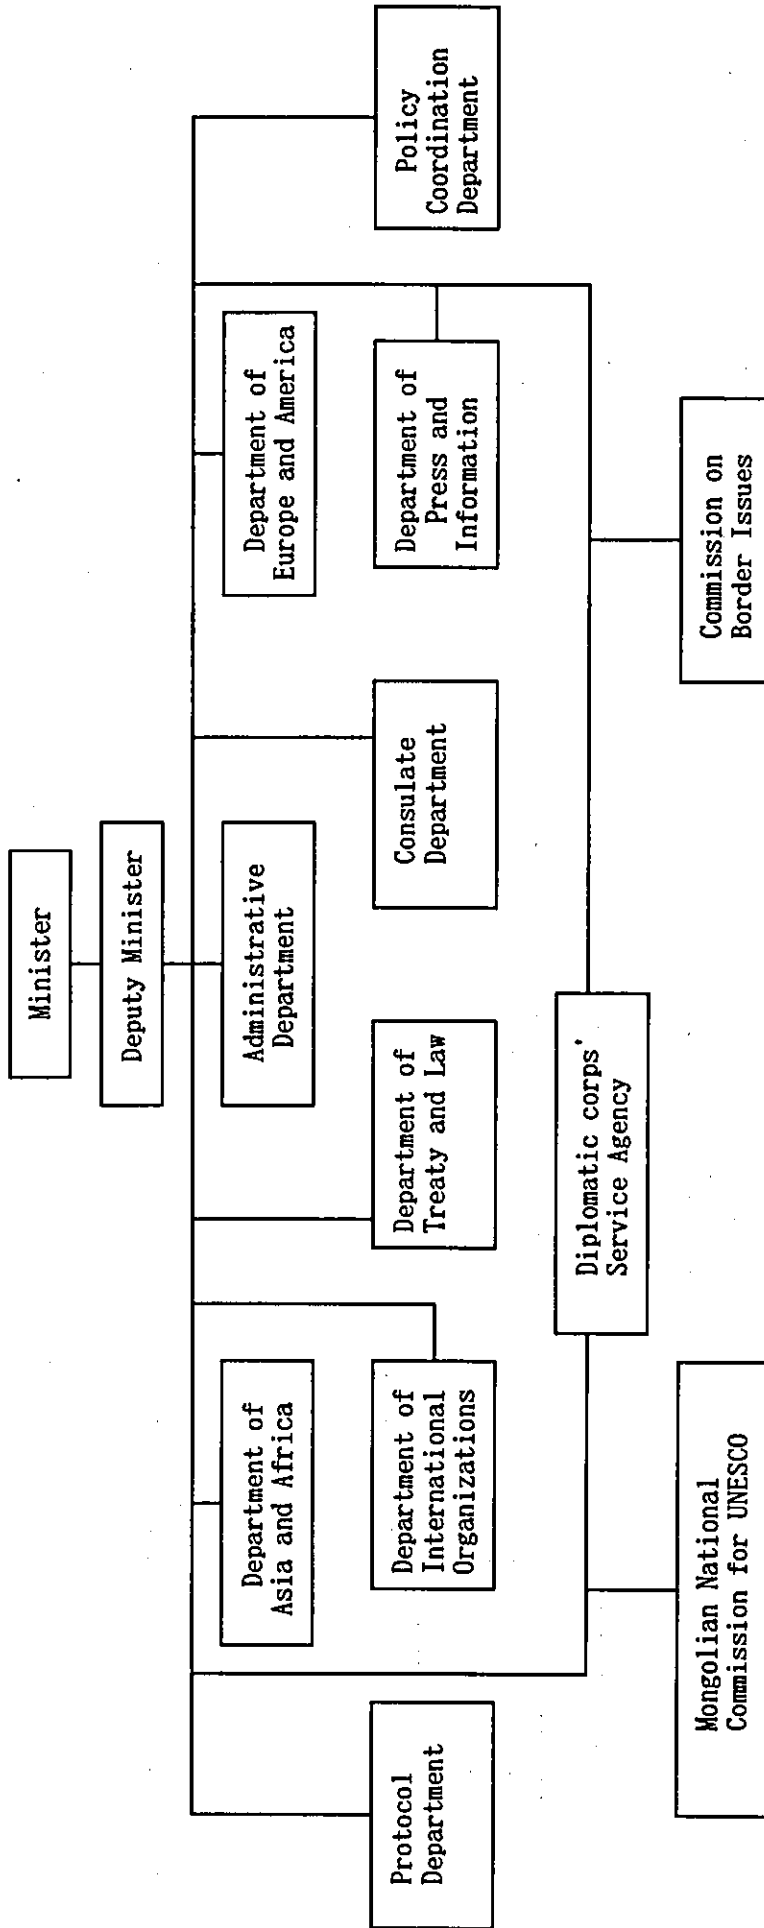 Minister
Deputy Minister
Administrative
Department
Department of
Asia and Africa
Department of
Europe and America
Protocol
Department
Department of
International
Organizations
Department of
Treaty and Law
Consulate
Department
Department of
Press and
Information
Policy
Coordination
Department
Diplomatic corps'
Service Agency
Mongolian National
Commission for UNESCO
Commission on
Border Issues